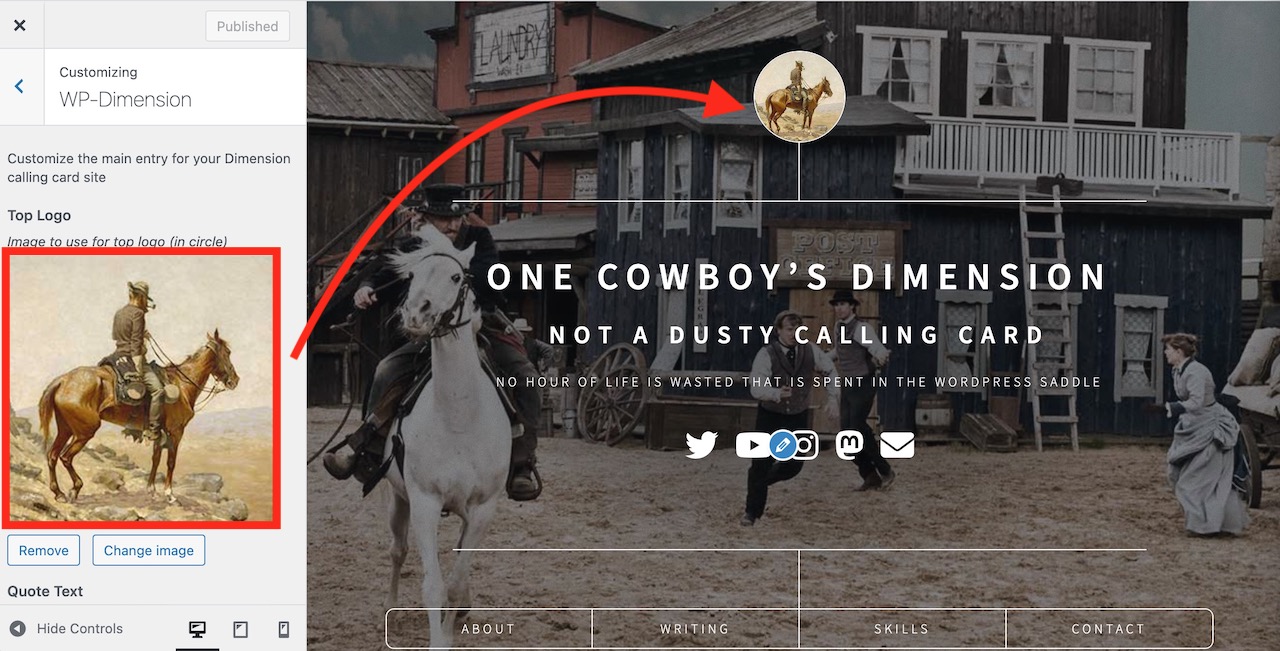 Published
Customizing
WP-Dimension
Customize the main entry for your Dimension
calling card site
Top Logo
Image to use for top logo (in circle)
Remove
Change image
Quote Text
Hide Controls
LAUNDRY
POST
ONE COWBOY’S DIMENSION
NOT A DUSTY CALLING CARD
NO HOUR OF LIFE IS WASTED THAT IS SPENT IN THE WORDPRESS SADDLE
ABOUT
WRITING
SKILLS
CONTACT